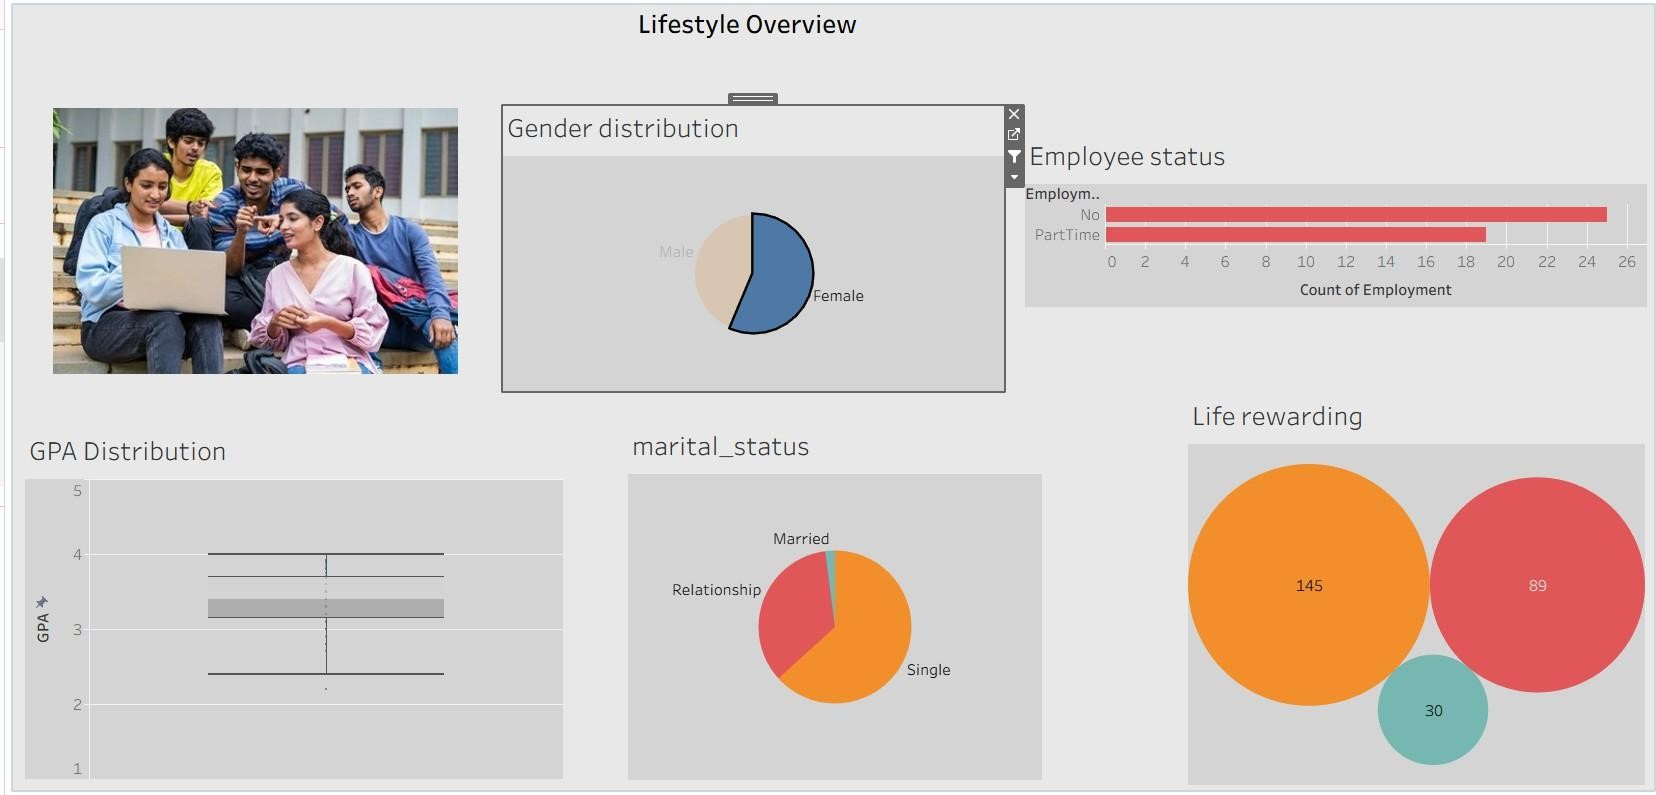 Lifestyle Overview
Gender distribution
Male
Female
Employee status
Employm..
No
PartTime
0 2 4 6 8 10 12 14 16 18 20 22 24 26
Count of Employment
GPA Distribution
5
4
3
2
1
GPA
marital_status
Married
Relationship
Single
Life rewarding
145
89
30